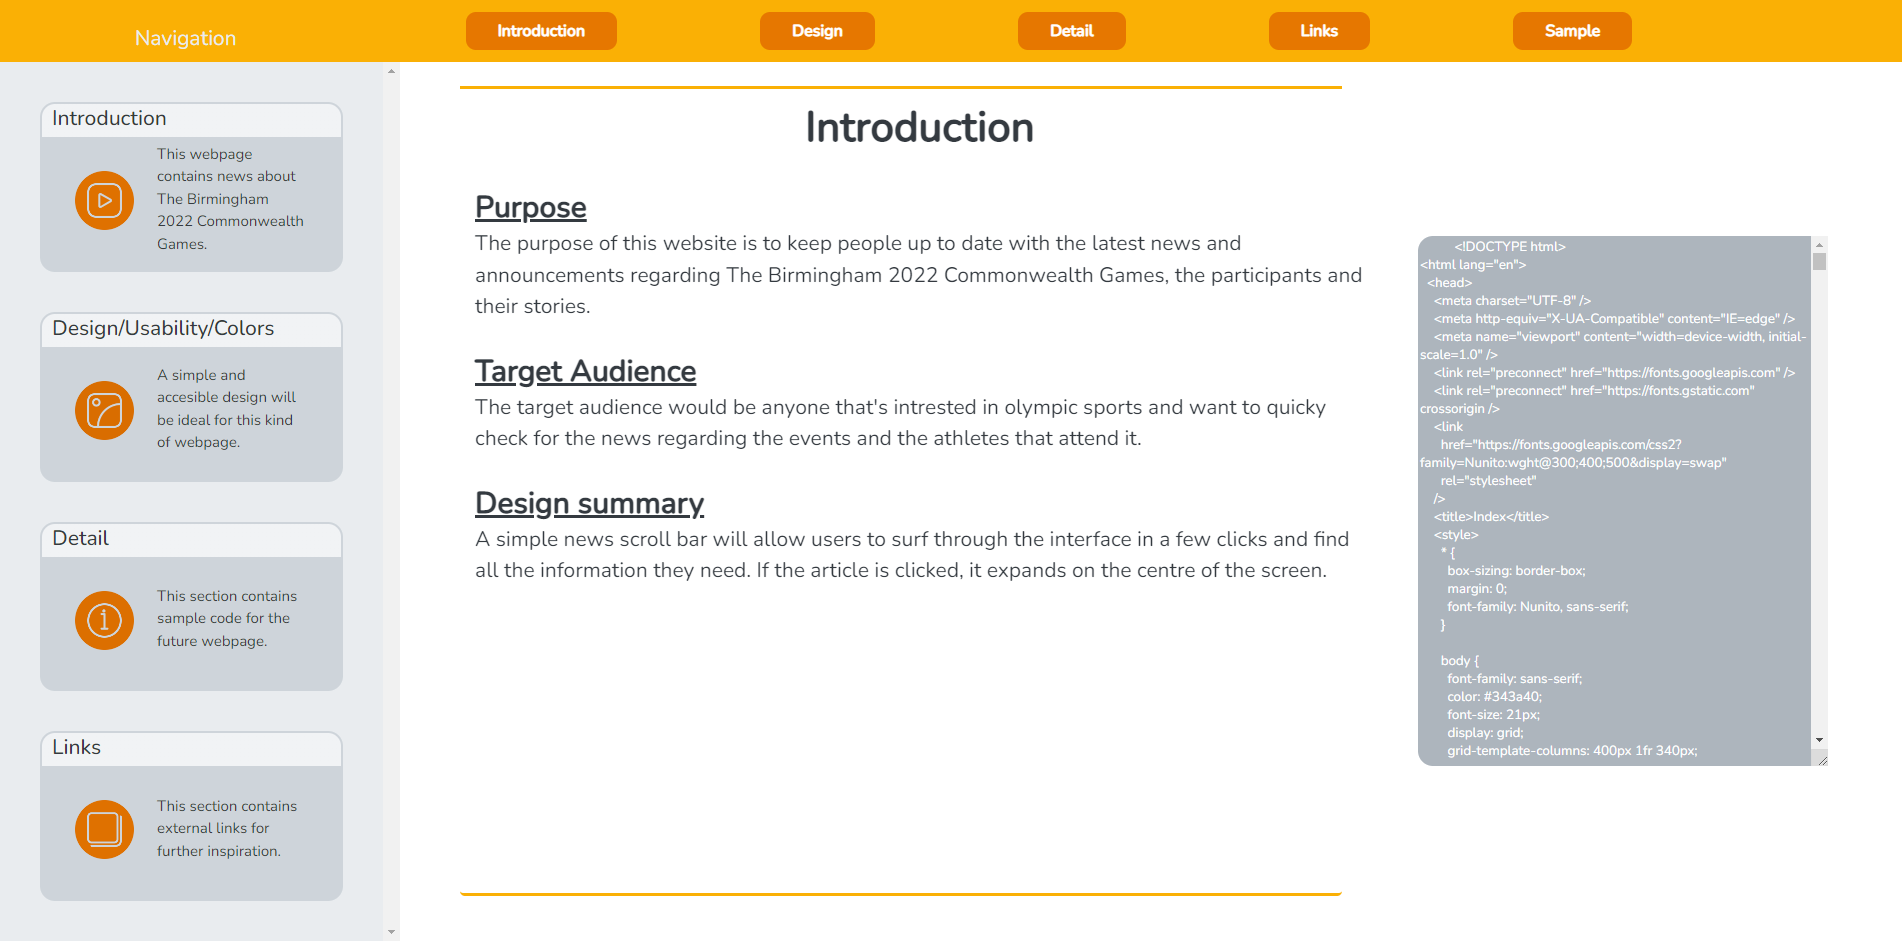 Navigation
Introduction
Design
Detail
Links
Sample
Introduction
This webpage
contains news about
The Birmingham
2022 Commonwealth
Games.
Design/Usability/Colors
A simple and
accesible design will
be ideal for this kind
of webpage.
Detail
This section contains
sample code for the
future webpage.
Links
This section contains
external links for
further inspiration.
Introduction
Purpose
The purpose of this website is to keep people up to date with the latest news and
announcements regarding The Birmingham 2022 Commonwealth Games, the participants and
their stories.
Target Audience
The target audience would be anyone that's intrested in olympic sports and want to quicky
check for the news regarding the events and the athletes that attend it.
Design summary
A simple news scroll bar will allow users to surf through the interface in a few clicks and find
all the information they need. If the article is clicked, it expands on the centre of the screen.
<!DOCTYPE html>
<html lang="en">
<head>
<meta charset="UTF-8" />
<meta http-equiv="X-UA-Compatible" content="IE=edge" />
<meta name="viewport" content="width=device-width, initial-
scale=1.0" />
<link rel="preconnect" href="https://fonts.googleapis.com" />
<link rel="preconnect" href="https://fonts.gstatic.com"
crossorigin />
<link
href="https://fonts.googleapis.com/css2?
family=Nunito:wght@300;400;500&display=swap"
rel="stylesheet"
/>
<title>Index</title>
<style>
* {
box-sizing: border-box;
margin: 0;
font-family: Nunito, sans-serif;
}
body {
font-family: sans-serif;
color: #343a40;
font-size: 21px;
display: grid;
grid-template-columns: 400px 1fr 340px;